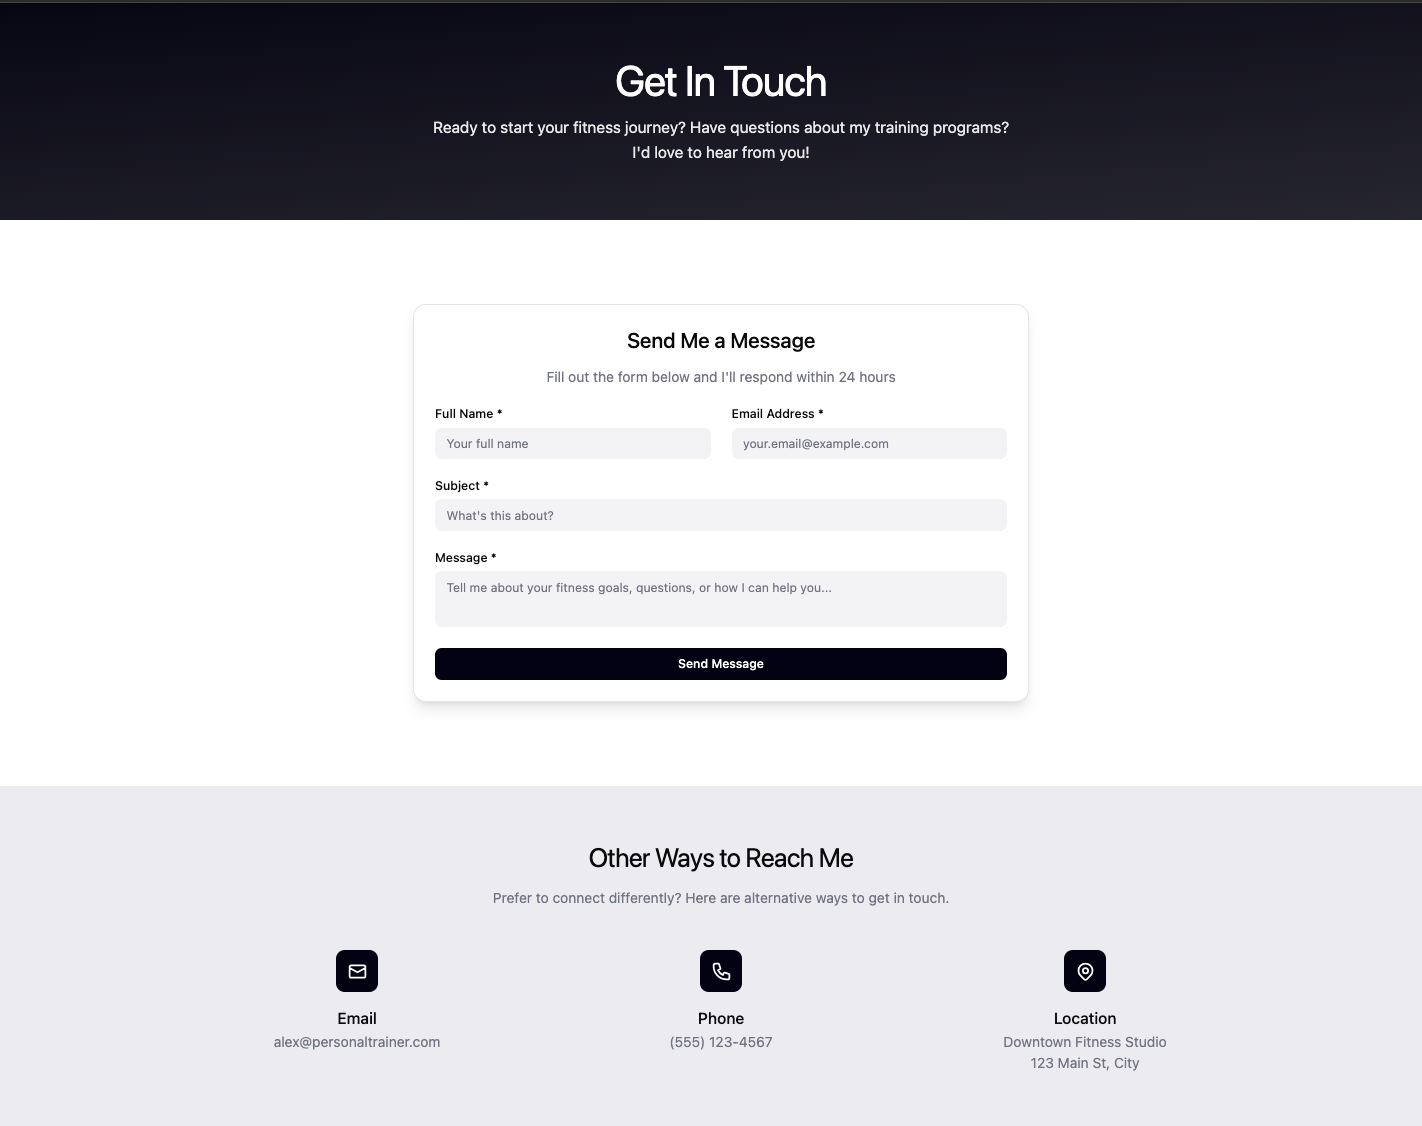 Get In Touch
Ready to start your fitness journey? Have questions about my training programs?
I'd love to hear from you!
Send Me a Message
Fill out the form below and I'll respond within 24 hours
Full Name *
Email Address *
Your full name
your.email@example.com
Subject *
What's this about?
Message *
Tell me about your fitness goals, questions, or how I can help you...
Send Message
Other Ways to Reach Me
Prefer to connect differently? Here are alternative ways to get in touch.
Email
Phone
Location
alex@personaltrainer.com
(555) 123-4567
Downtown Fitness Studio
123 Main St, City